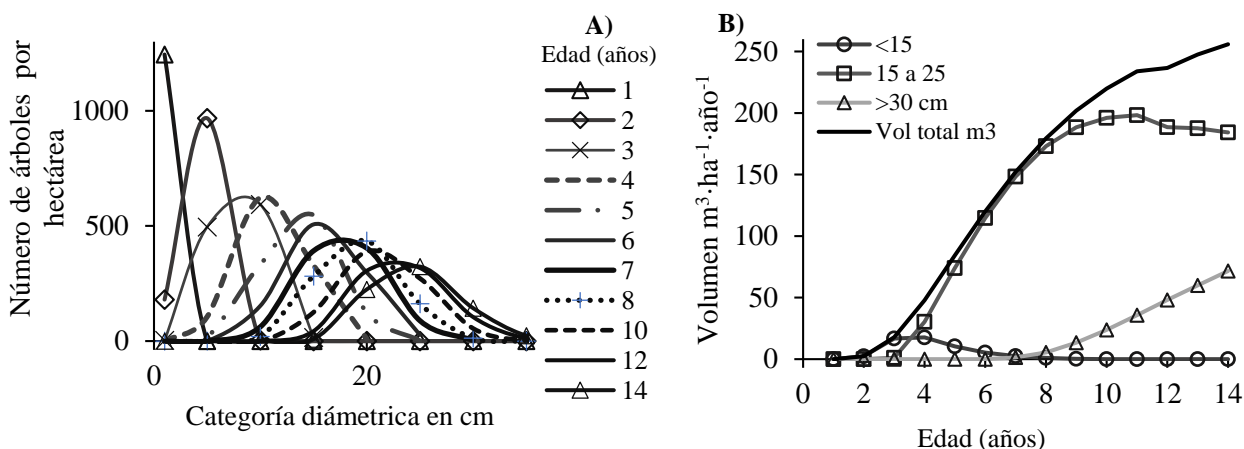 A)
Número de árboles por
hectárea
1000
500
0
0
20
Categoría diámetrica en cm
Edad (años)
1
2
3
4
5
6
7
8
10
12
14
B)
Volumen m³·ha⁻¹·año⁻¹
250
200
150
100
50
0
<15
15 a 25
>30 cm
Vol total m3
0 2 4 6 8 10 12 14
Edad (años)